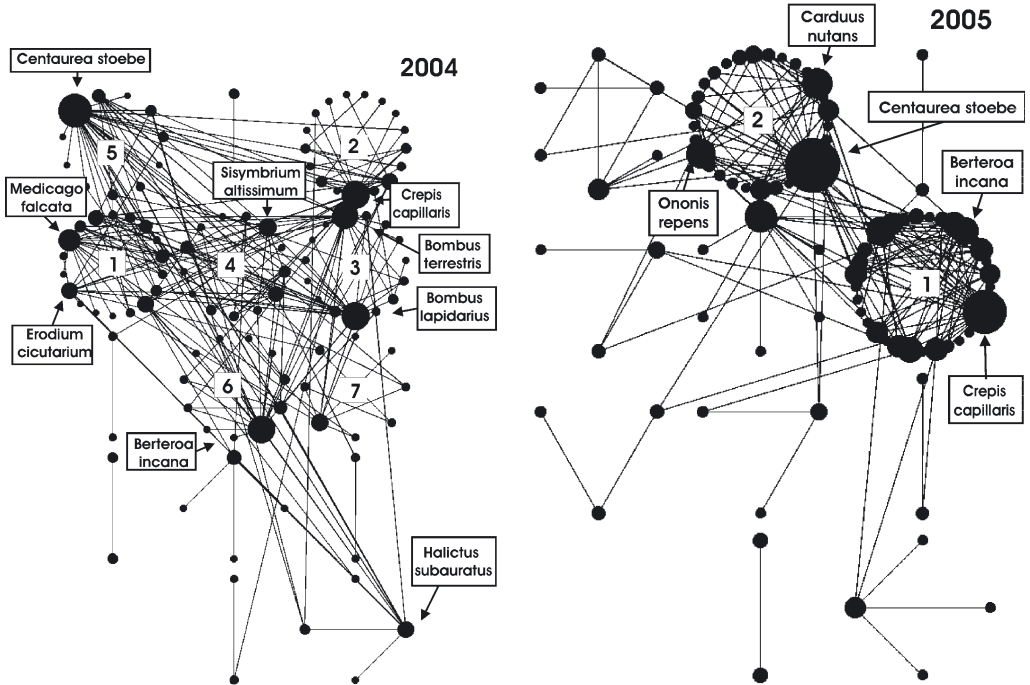 2004
Centaurea stoebe
2
5
Sisymbrium
altissimum
Medicago
falcata
Crepis
capillaris
Bombus
terrestris
1
4
3
Bombus
lapidarius
Erodium
cicutarium
6
7
Berteroa
incana
Halictus
subauratus
2005
Carduus
nutans
Centaurea stoebe
2
Berteroa
incana
Ononis
repens
1
Crepis
capillaris